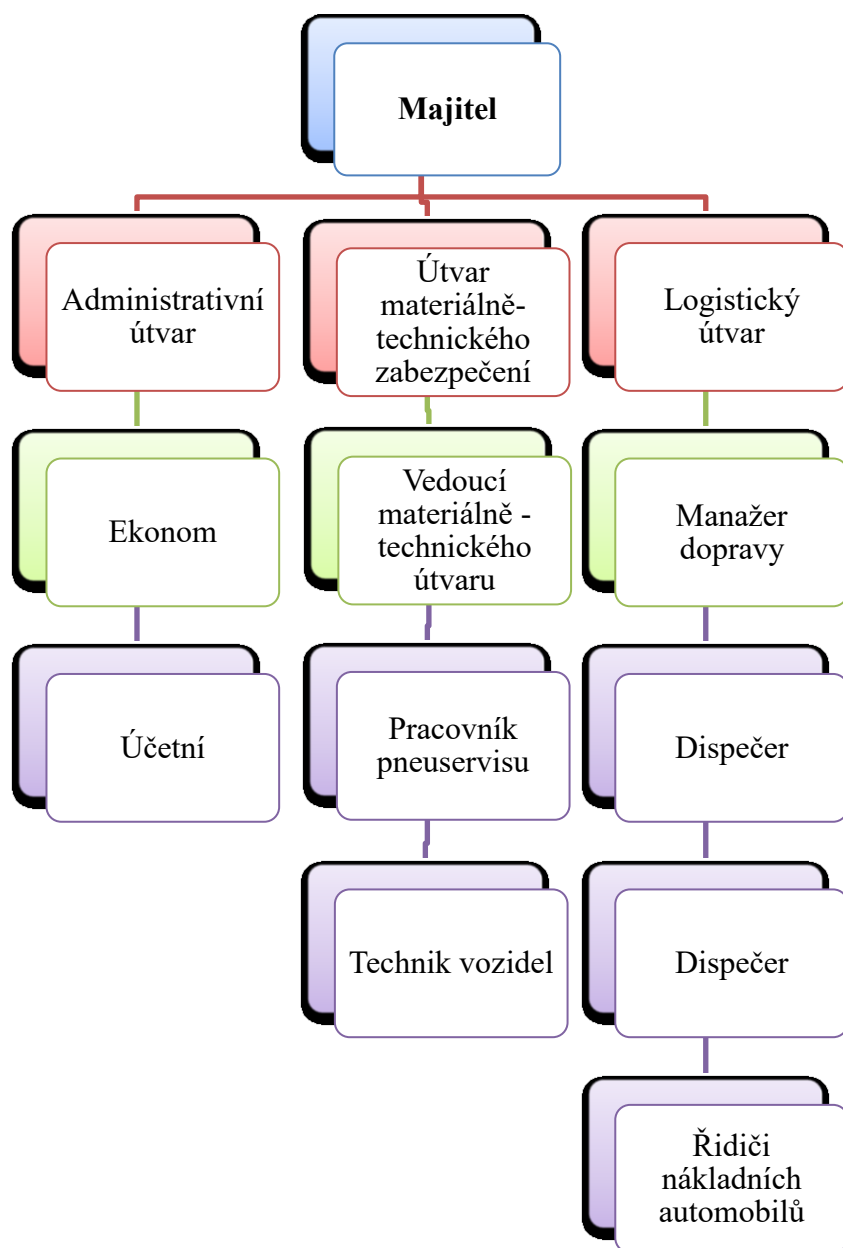 Majitel
Administrativní
útvar
Útvar
materiálně-
technického
zabezpečení
Logistický
útvar
Ekonom
Vedoucí
materiálně -
technického
útvaru
Manažer
dopravy
Účetní
Pracovník
pneuservisu
Dispečer
Technik vozidel
Dispečer
Řidiči
nákladních
automobilů